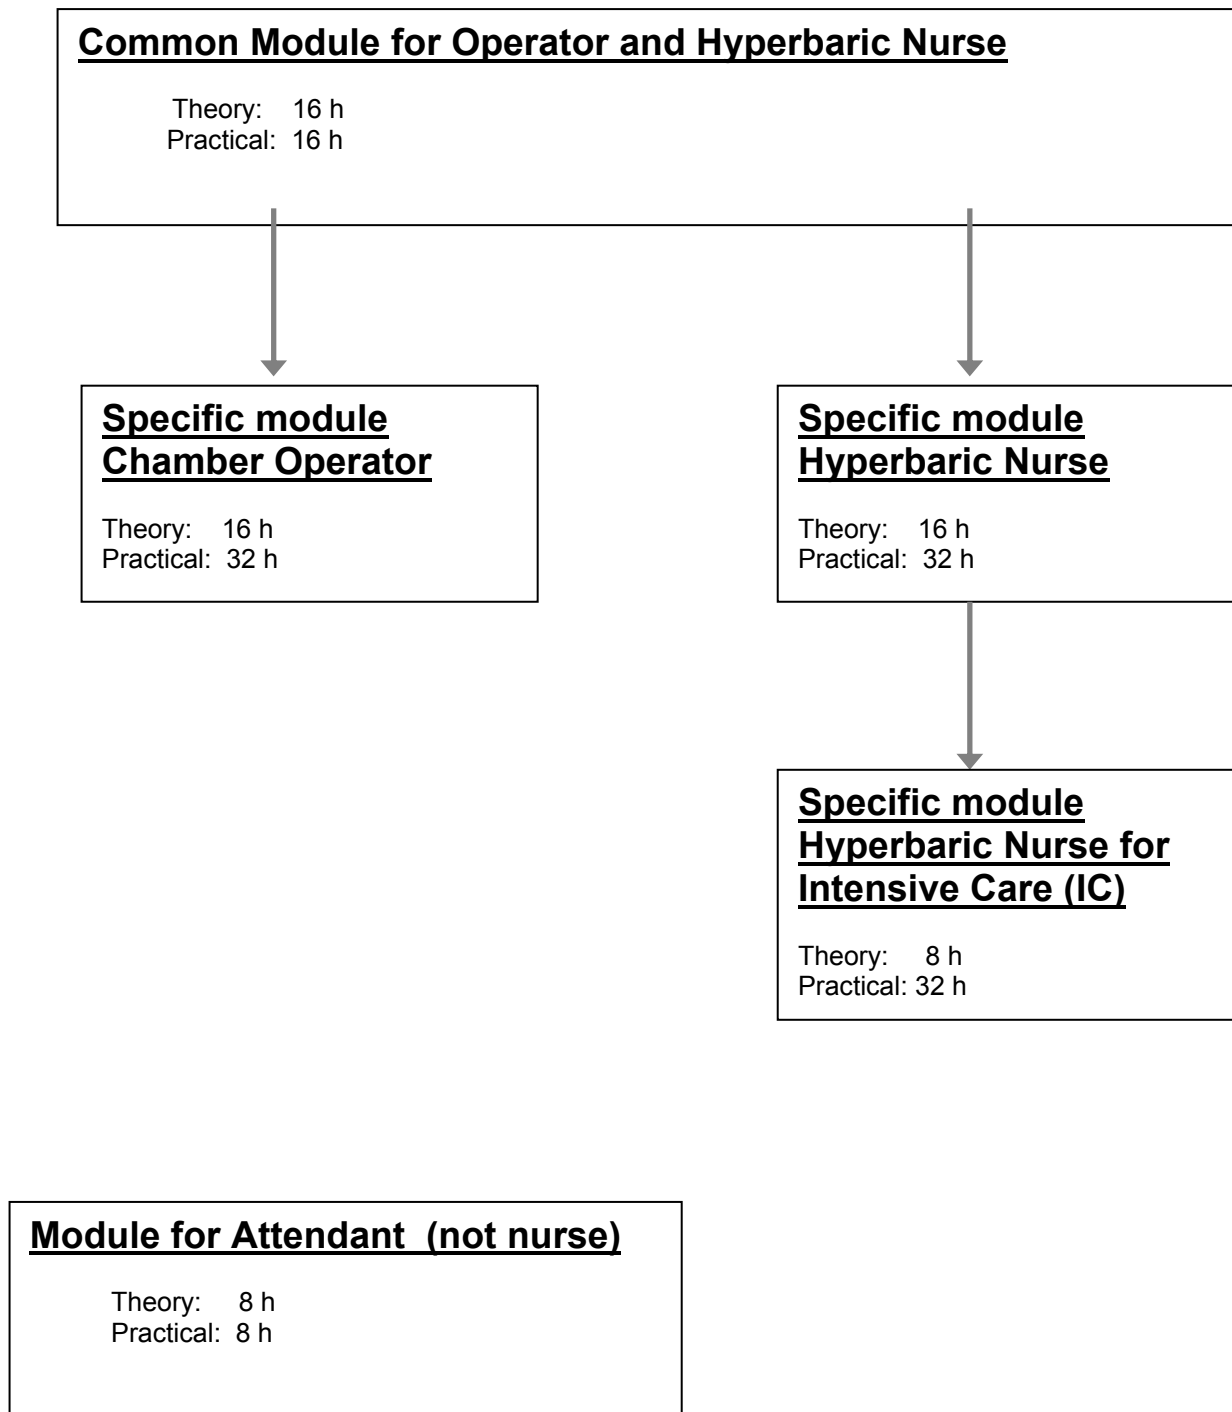 Common Module for Operator and Hyperbaric Nurse
Theory: 16 h
Practical: 16 h
Specific module
Chamber Operator
Theory: 16 h
Practical: 32 h
Specific module
Hyperbaric Nurse
Theory: 16 h
Practical: 32 h
Specific module
Hyperbaric Nurse for
Intensive Care (IC)
Theory: 8 h
Practical: 32 h
Module for Attendant (not nurse)
Theory: 8 h
Practical: 8 h